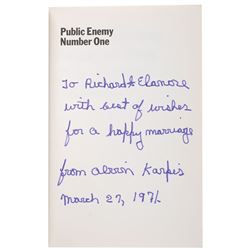 Public Enemy
Number One
To Richard & Elanore
with best of wishes
for a happy marriage
from alvin Karpis
March 27, 1971